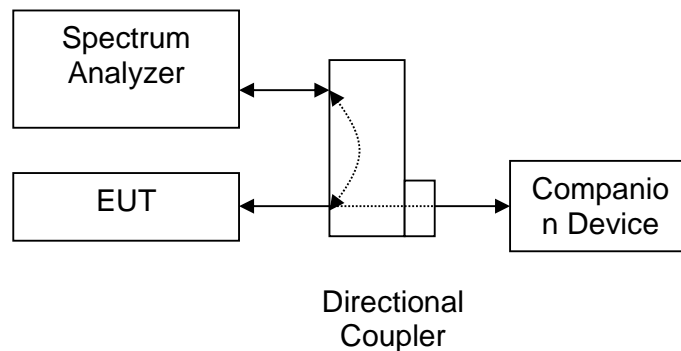 Spectrum
Analyzer
EUT
Companio
n Device
Directional
Coupler